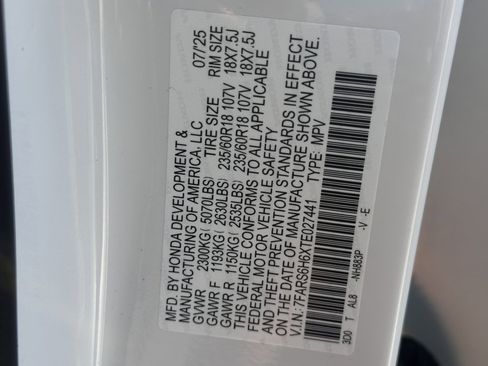 MFD. BY HONDA DEVELOPMENT &
MANUFACTURING OF AMERICA, LLC 07/25
GVWR 2300KG( 5070LBS) TIRE SIZE RIM SIZE
GAWR F 1193KG( 2630LBS) 235/60R18 107V 18X7.5J
GAWR R 1150KG( 2535LBS) 235/60R18 107V 18X7.5J
THIS VEHICLE CONFORMS TO ALL APPLICABLE
FEDERAL MOTOR VEHICLE SAFETY
AND THEFT PREVENTION STANDARDS IN EFFECT
ON THE DATE OF MANUFACTURE SHOWN ABOVE.
V.I.N.: 7FARS6H6XTE027441 TYPE: MPV
3D0 T AL8 -NH883P -V -E